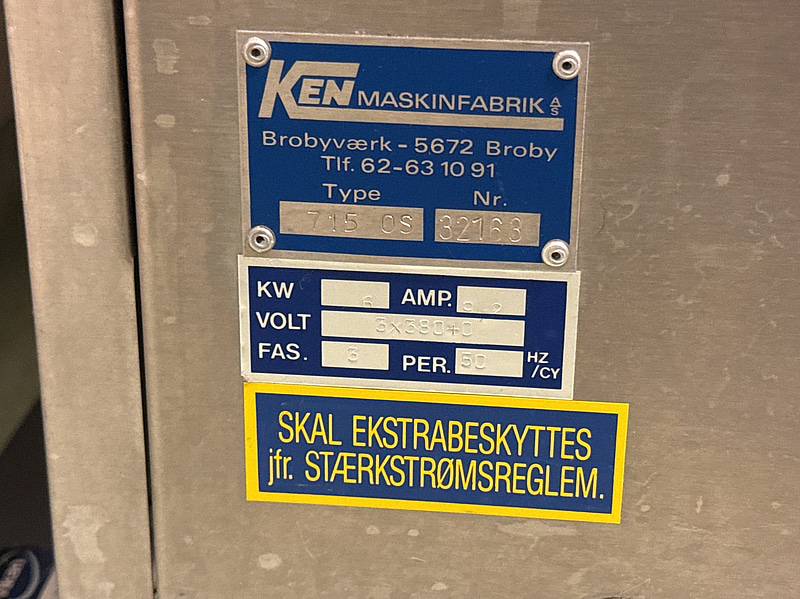 KEN MASKINFABRIK A/S
Brobyværk - 5672 Broby
Tlf. 62-63 10 91
Type Nr.
715 OS 32163
KW 6 AMP.
VOLT 3x380+0
FAS. 3 PER. 50 HZ/CY
SKAL EKSTRABESKYTTES
jfr. STÆRKSTRØMSREGLEM.